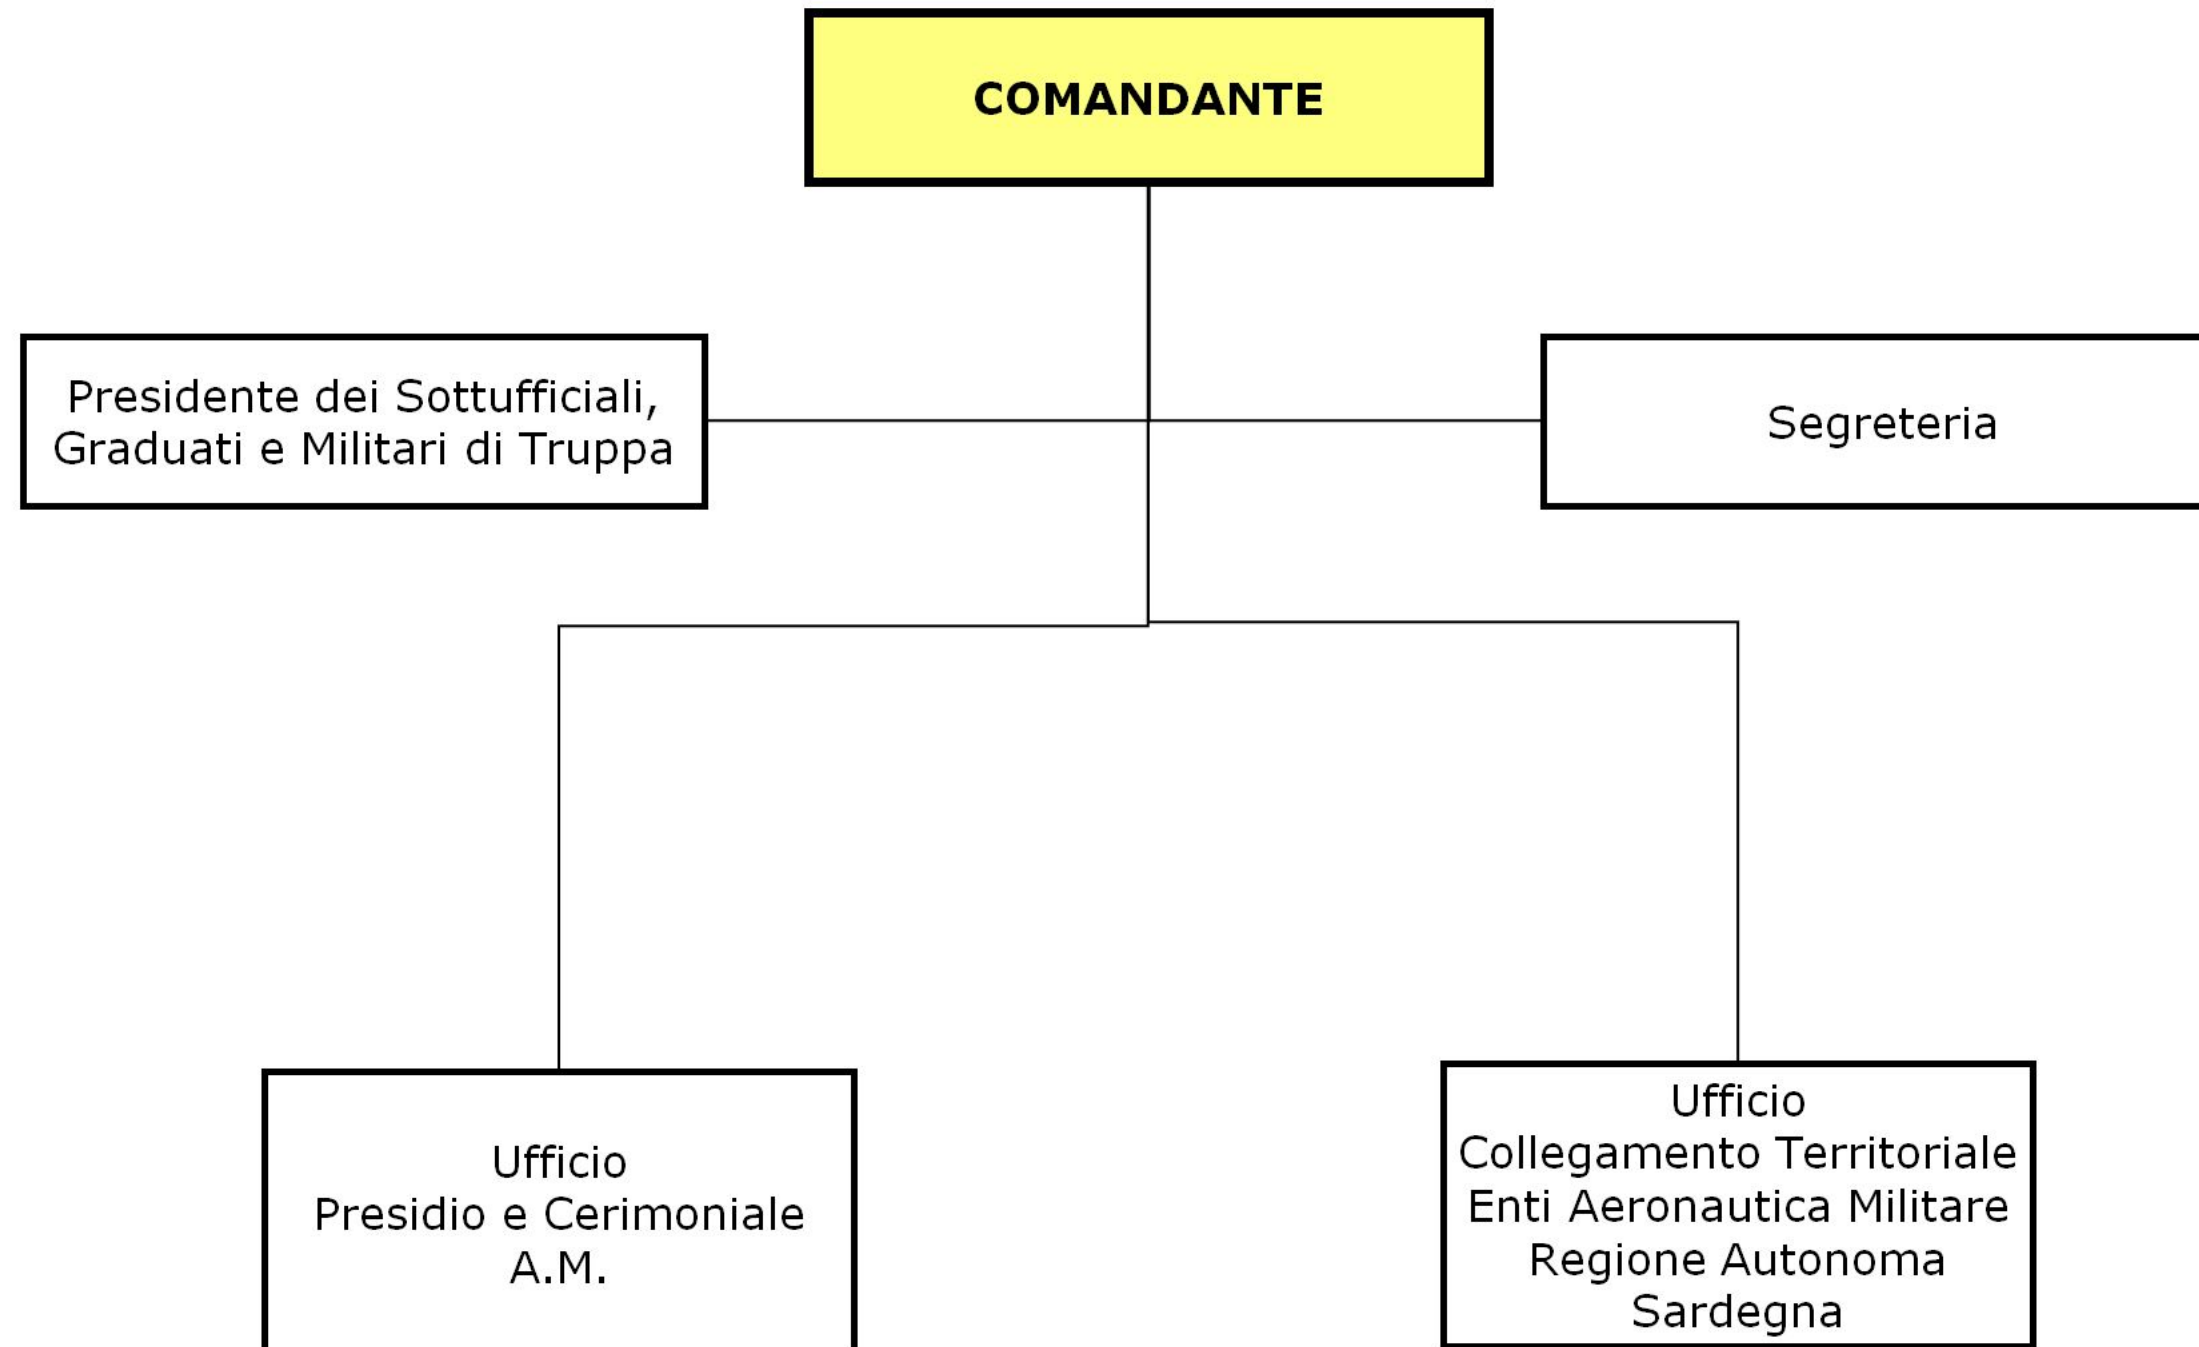 COMANDANTE
Presidente dei Sottufficiali,
Graduati e Militari di Truppa
Segreteria
Ufficio
Presidio e Cerimoniale
A.M.
Ufficio
Collegamento Territoriale
Enti Aeronautica Militare
Regione Autonoma
Sardegna